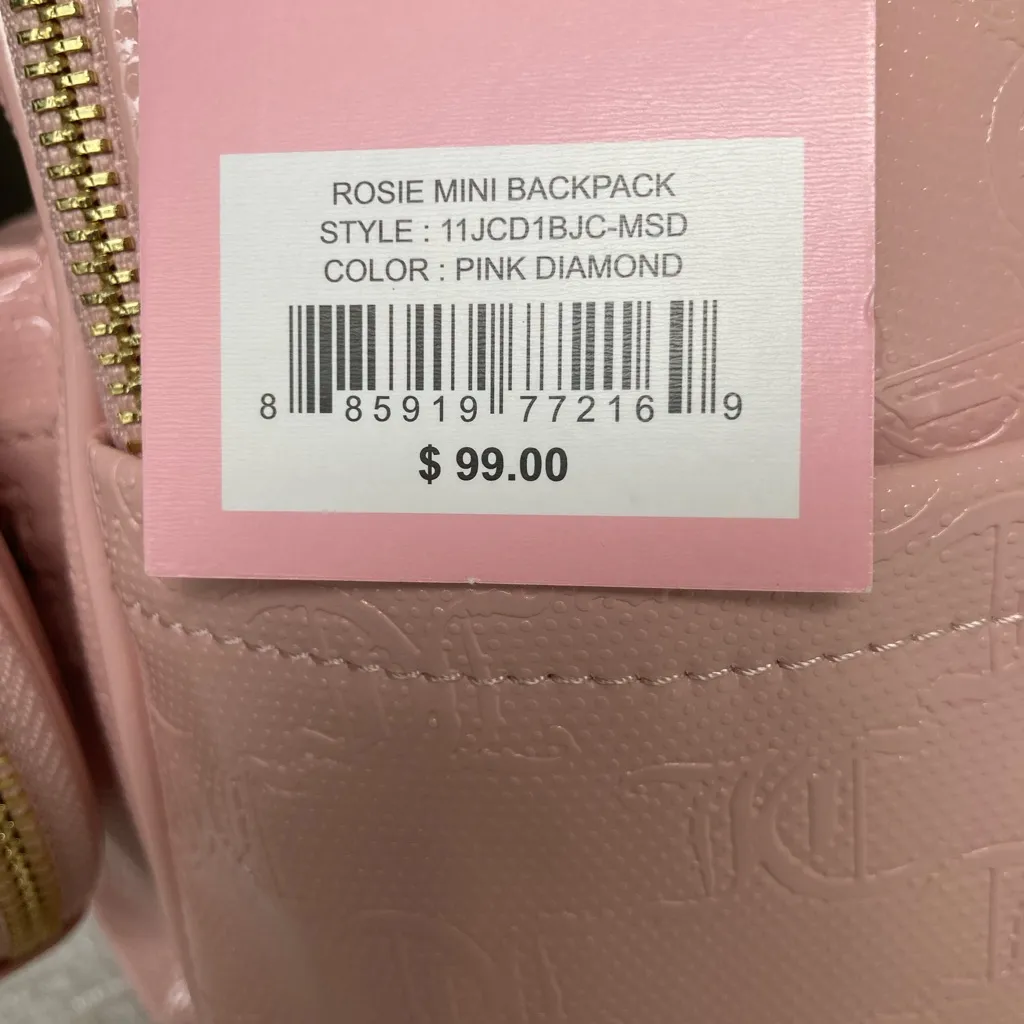 ROSIE MINI BACKPACK
STYLE : 11JCD1BJC-MSD
COLOR : PINK DIAMOND
8 85919 77216 9
$ 99.00